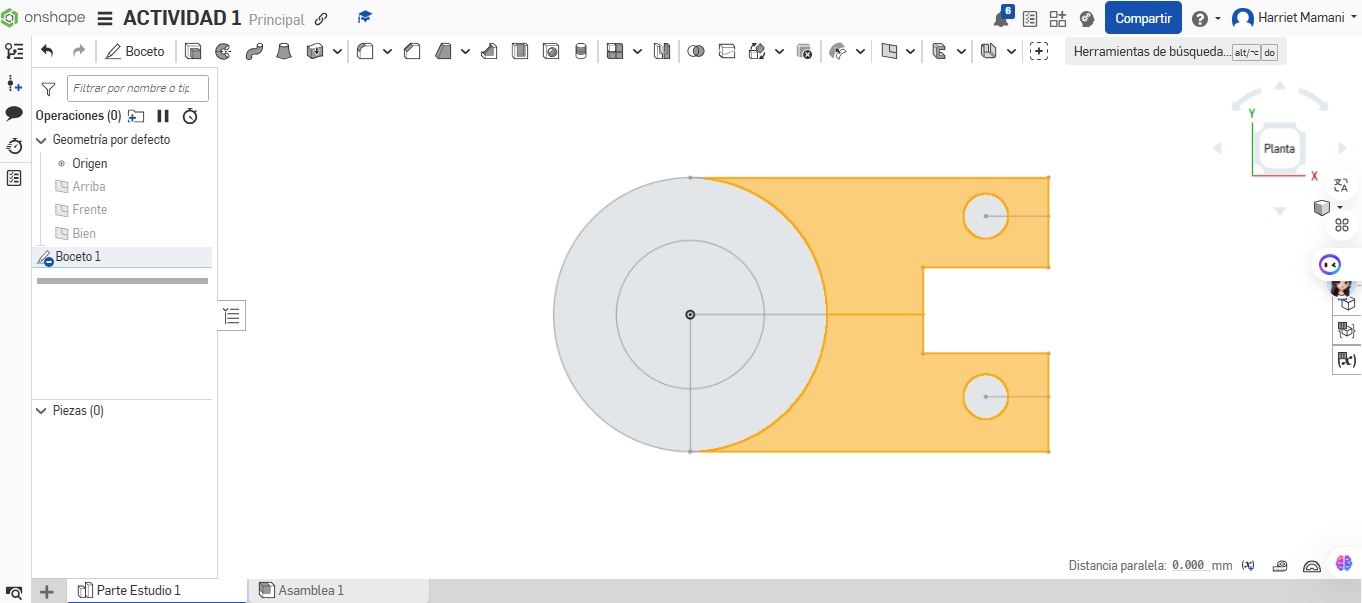 onshape
ACTIVIDAD 1 Principal
6
Compartir
Harriet Mamani
Boceto
Herramientas de búsqueda... alt/⌥ do
Filtrar por nombre o tip
Operaciones (0)
Geometría por defecto
Origen
Arriba
Frente
Bien
Boceto 1
Piezas (0)
Y
Planta
X
Distancia paralela: 0.000 mm
Parte Estudio 1
Asamblea 1